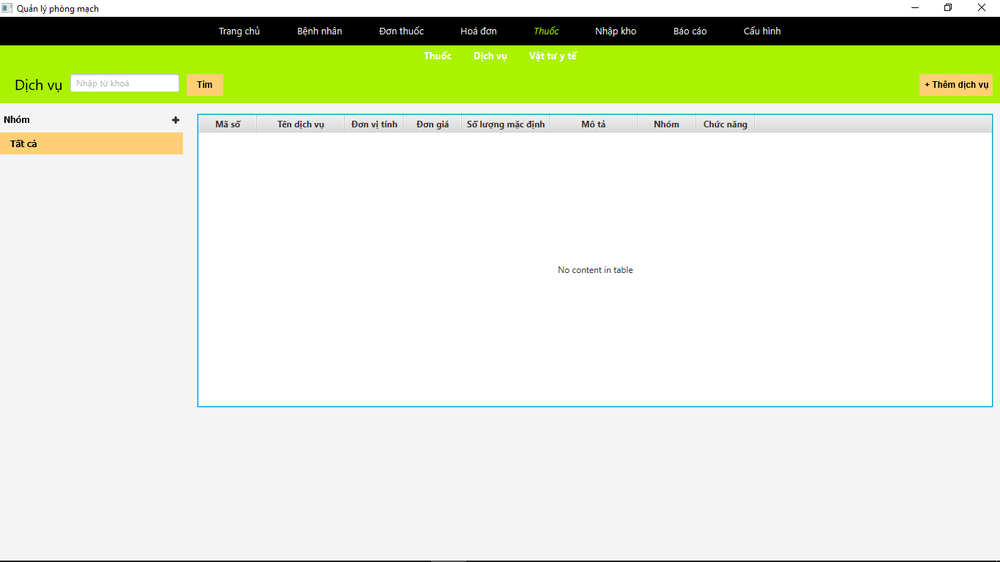 Quản lý phòng mạch
Trang chủ Bệnh nhân Đơn thuốc Hoá đơn Thuốc Nhập kho Báo cáo Cấu hình
Thuốc Dịch vụ Vật tư y tế
Dịch vụ Nhập từ khoá Tìm + Thêm dịch vụ
Nhóm
Tất cả
Mã số Tên dịch vụ Đơn vị tính Đơn giá Số lượng mặc định Mô tả Nhóm Chức năng
No content in table